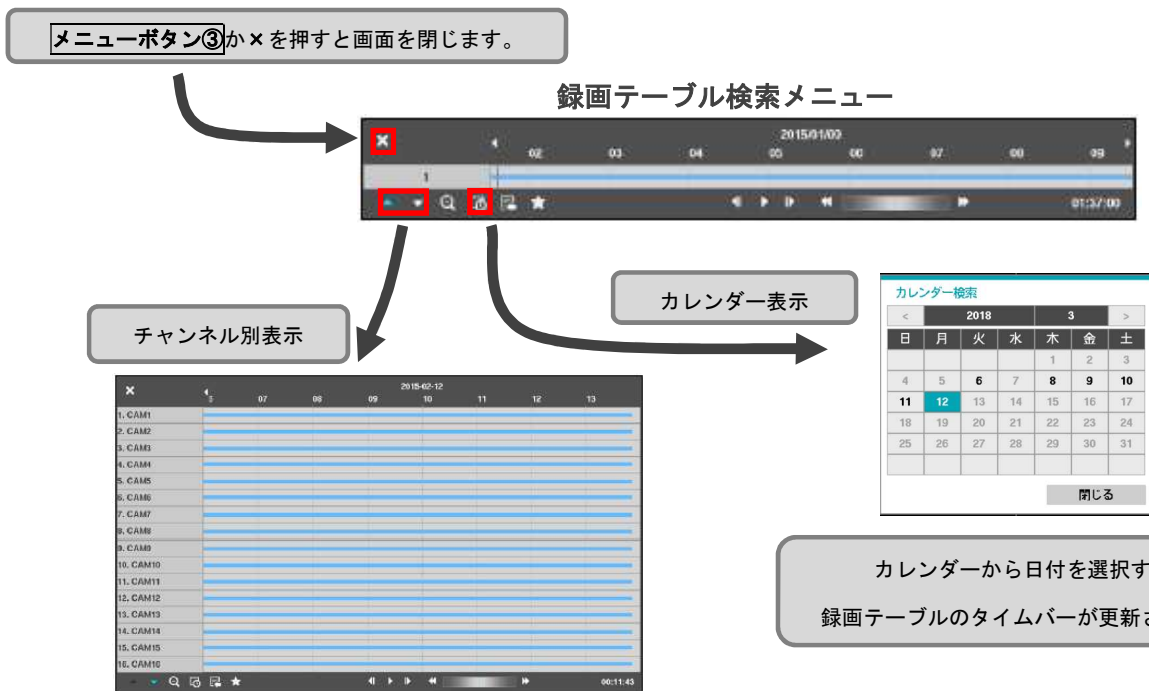 メニューボタン③か×を押すと画面を閉じます。
録画テーブル検索メニュー
2015/01/09
02 03 04 05 06 07 08 09
1
01:37:00
チャンネル別表示
カレンダー表示
カレンダー検索
< 2018 3 >
日 月 火 水 木 金 土
1 2 3
4 5 6 7 8 9 10
11 12 13 14 15 16 17
18 19 20 21 22 23 24
25 26 27 28 29 30 31
閉じる
2015-02-12
07 08 09 10 11 12 13
1. CAM1
2. CAM2
3. CAM3
4. CAM4
5. CAM5
6. CAM6
7. CAM7
8. CAM8
9. CAM9
10. CAM10
11. CAM11
12. CAM12
13. CAM13
14. CAM14
15. CAM15
16. CAM16
00:11:43
カレンダーから日付を選択す
録画テーブルのタイムバーが更新さ